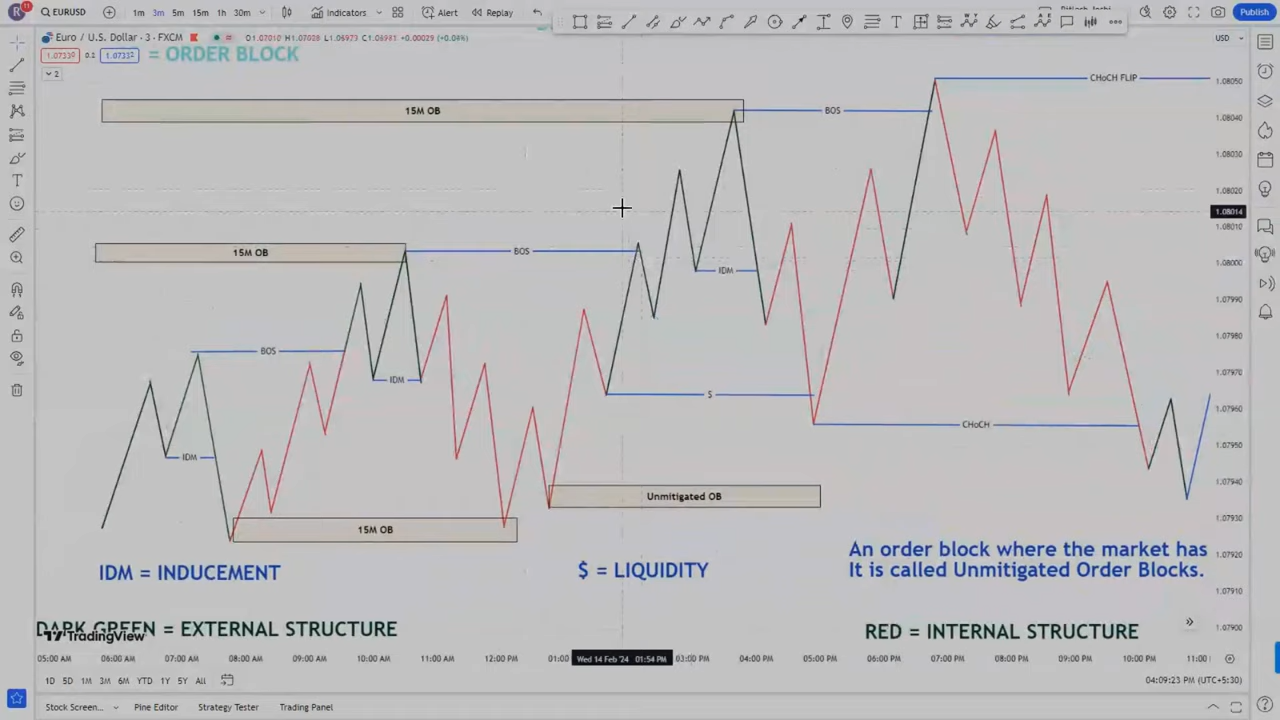 R 11 EURUSD 1m 3m 5m 15m 1h 30m Indicators Alert Replay Publish
Euro / U.S. Dollar · 3 · FXCM
+0.00029 (+0.04%)
USD
0.2
= ORDER BLOCK
2
CHoCH FLIP
1.08050
15M OB
BOS
1.08040
1.08030
1.08020
1.08014
1.08010
15M OB
BOS
1.08000
IDM
1.07990
1.07980
BOS
1.07970
IDM
$
1.07960
CHoCH
1.07950
IDM
1.07940
Unmitigated OB
1.07930
15M OB
1.07920
An order block where the market has
It is called Unmitigated Order Blocks.
IDM = INDUCEMENT
$ = LIQUIDITY
1.07910
DARK GREEN = EXTERNAL STRUCTURE
RED = INTERNAL STRUCTURE
1.07900
TradingView
05:00 AM 06:00 AM 07:00 AM 08:00 AM 09:00 AM 10:00 AM 11:00 AM 12:00 PM 01:00 Wed 14 Feb '24 01:54 PM 03:00 PM 04:00 PM 05:00 PM 06:00 PM 07:00 PM 08:00 PM 09:00 PM 10:00 PM 11:00
1D 5D 1M 3M 6M YTD 1Y 5Y All 04:09:23 PM (UTC+5:30)
Stock Screen... Pine Editor Strategy Tester Trading Panel